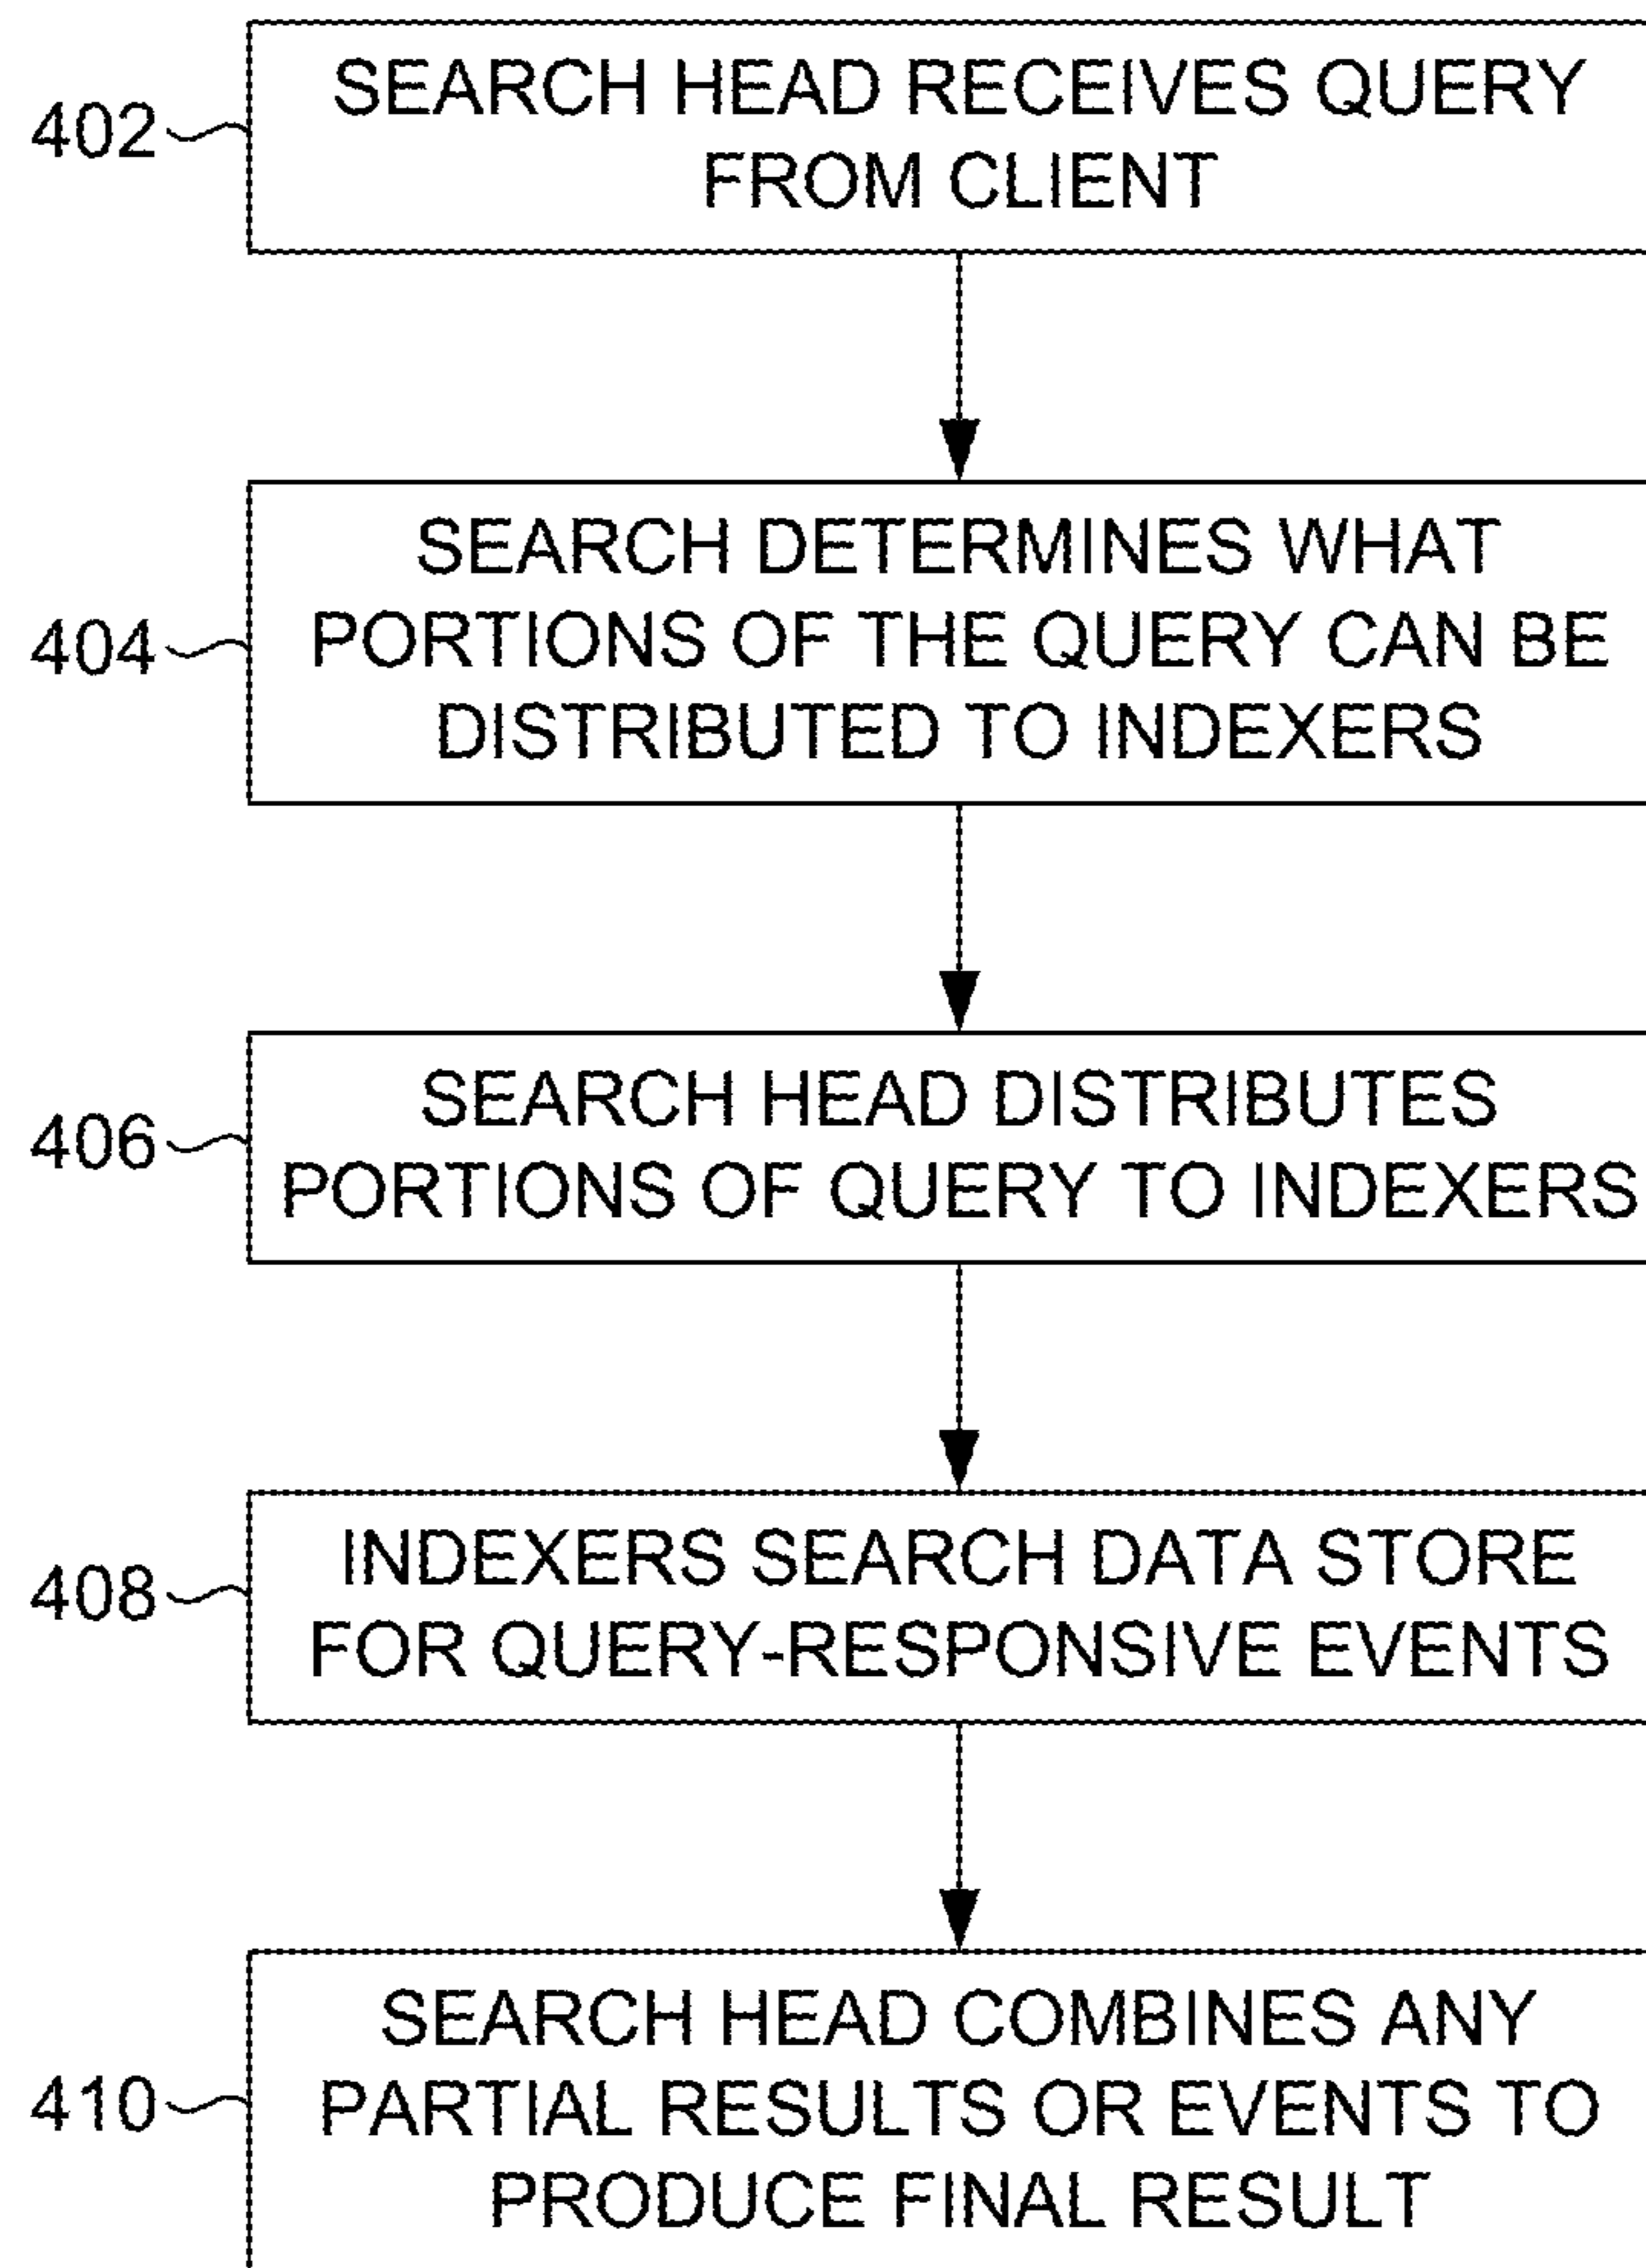 402
SEARCH HEAD RECEIVES QUERY
FROM CLIENT
404
SEARCH DETERMINES WHAT
PORTIONS OF THE QUERY CAN BE
DISTRIBUTED TO INDEXERS
406
SEARCH HEAD DISTRIBUTES
PORTIONS OF QUERY TO INDEXERS
408
INDEXERS SEARCH DATA STORE
FOR QUERY-RESPONSIVE EVENTS
410
SEARCH HEAD COMBINES ANY
PARTIAL RESULTS OR EVENTS TO
PRODUCE FINAL RESULT